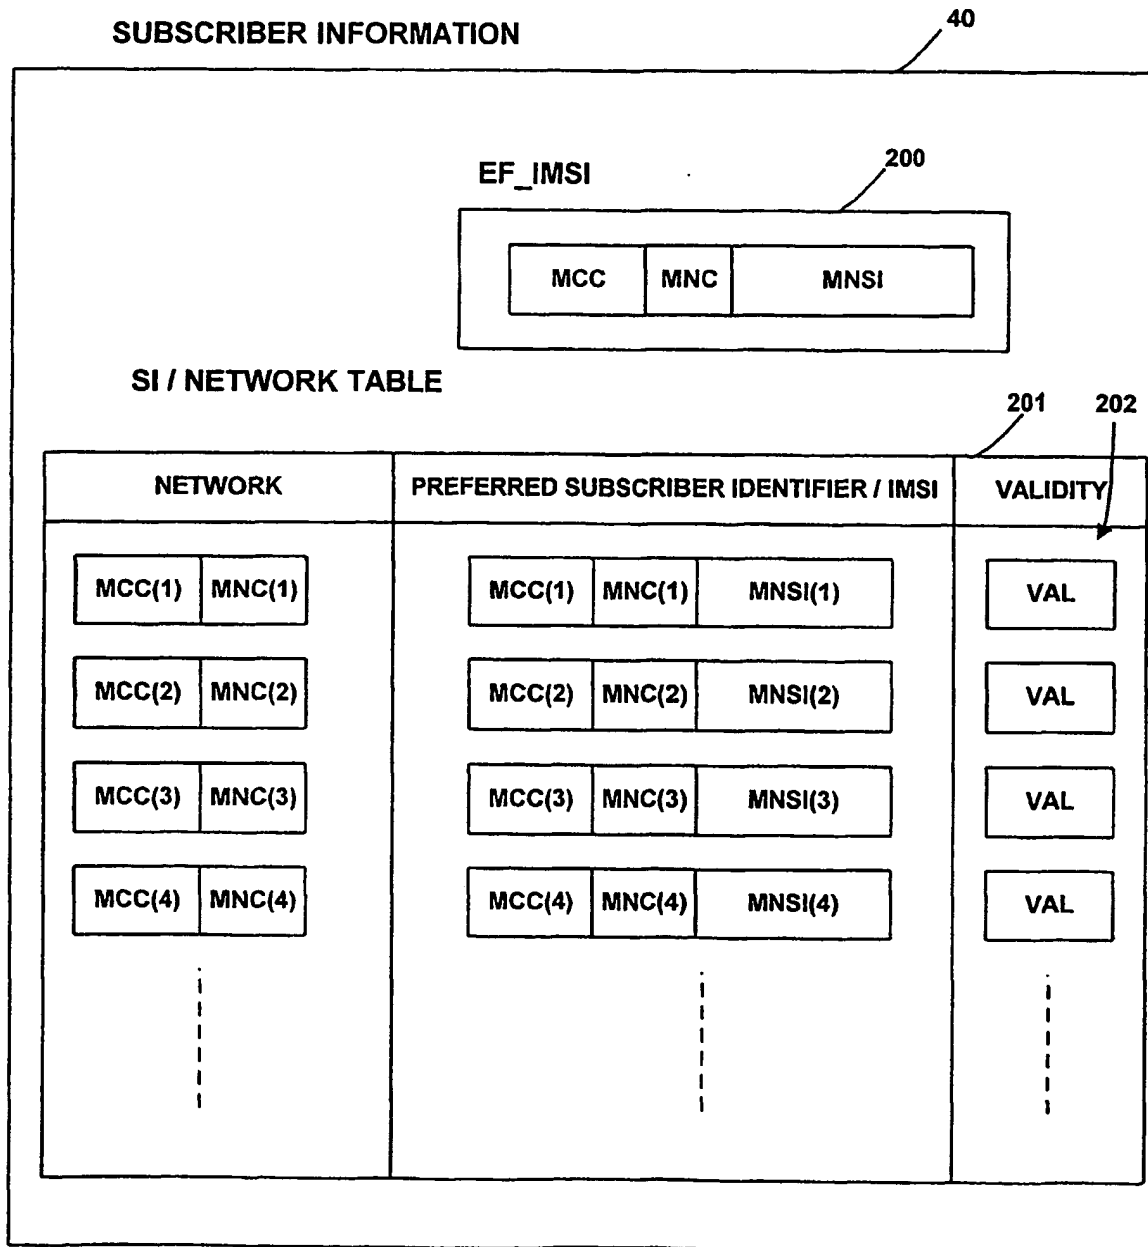 SUBSCRIBER INFORMATION
40
EF_IMSI
200
MCC MNC MNSI
SI / NETWORK TABLE
201 202
NETWORK PREFERRED SUBSCRIBER IDENTIFIER / IMSI VALIDITY
MCC(1) MNC(1) MCC(1) MNC(1) MNSI(1) VAL
MCC(2) MNC(2) MCC(2) MNC(2) MNSI(2) VAL
MCC(3) MNC(3) MCC(3) MNC(3) MNSI(3) VAL
MCC(4) MNC(4) MCC(4) MNC(4) MNSI(4) VAL